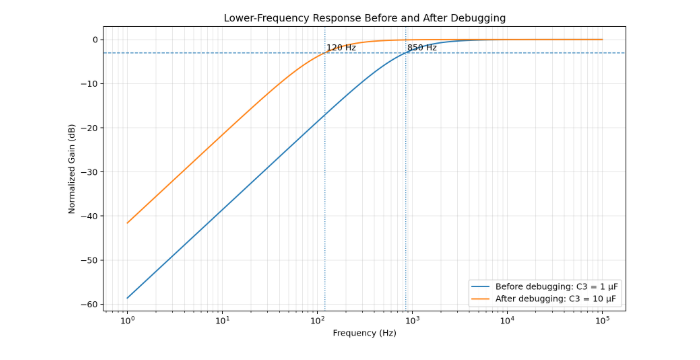 Lower-Frequency Response Before and After Debugging
Normalized Gain (dB)
0
−10
−20
−30
−40
−50
−60
120 Hz
850 Hz
Before debugging: C3 = 1 µF
After debugging: C3 = 10 µF
10⁰
10¹
10²
10³
10⁴
10⁵
Frequency (Hz)